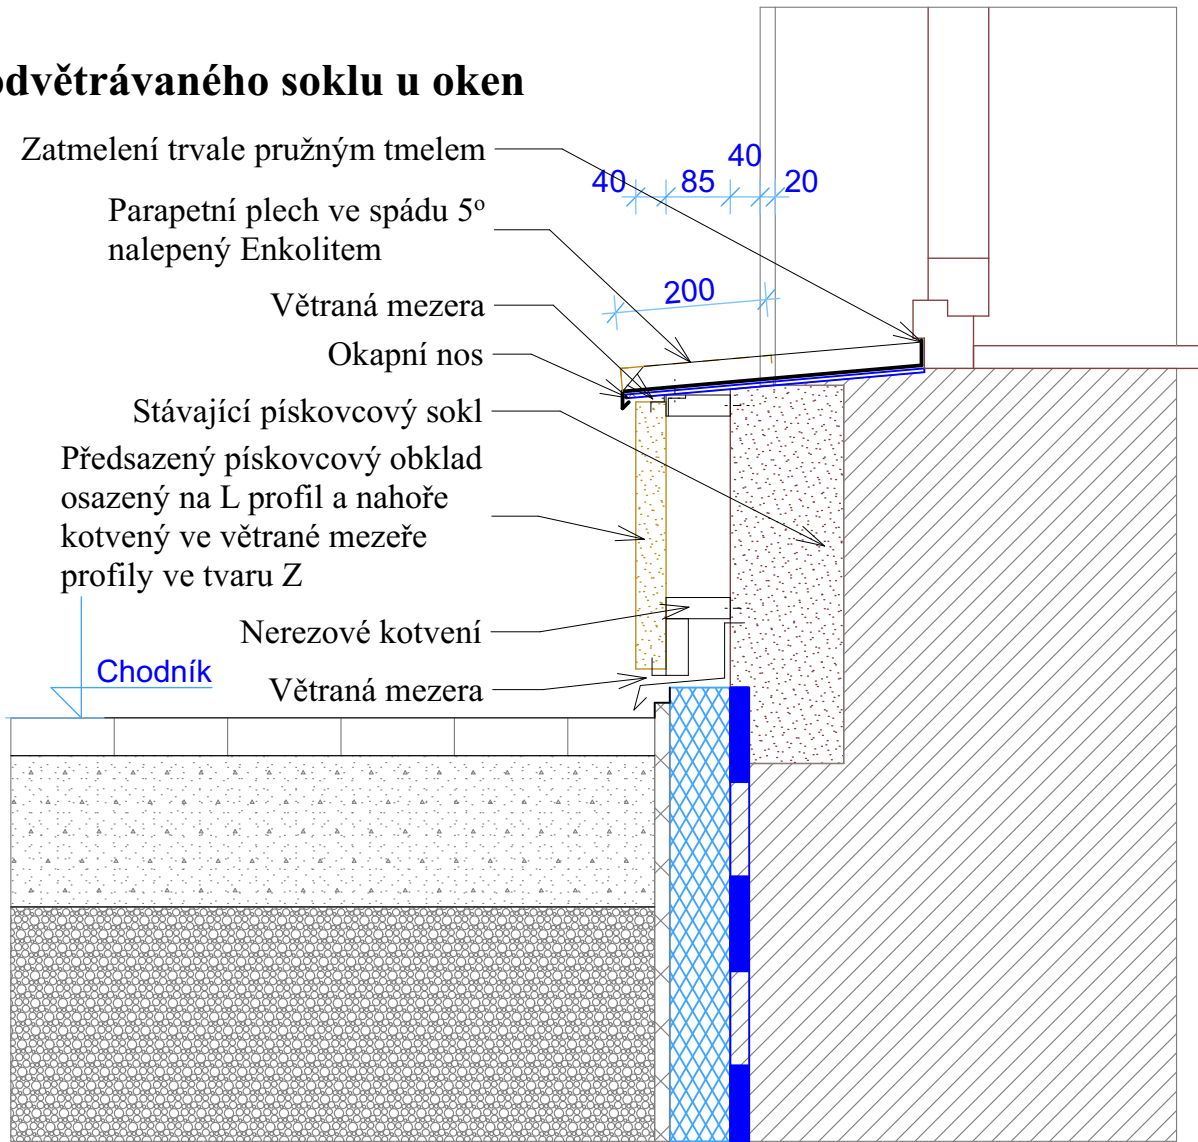 odvětrávaného soklu u oken
Zatmelení trvale pružným tmelem
40
40
85
20
Parapetní plech ve spádu 5º
nalepený Enkolitem
200
Větraná mezera
Okapní nos
Stávající pískovcový sokl
Předsazený pískovcový obklad
osazený na L profil a nahoře
kotvený ve větrané mezeře
profily ve tvaru Z
Nerezové kotvení
Chodník
Větraná mezera